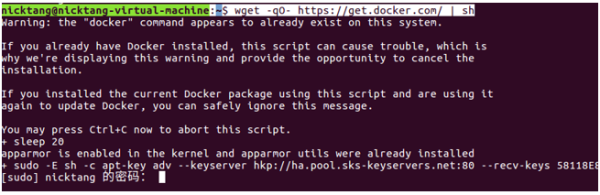 nicktang@nicktang-virtual-machine:~$ wget -qO- https://get.docker.com/ | sh
Warning: the "docker" command appears to already exist on this system.
If you already have Docker installed, this script can cause trouble, which is
why we're displaying this warning and provide the opportunity to cancel the
installation.
If you installed the current Docker package using this script and are using it
again to update Docker, you can safely ignore this message.
You may press Ctrl+C now to abort this script.
+ sleep 20
apparmor is enabled in the kernel and apparmor utils were already installed
+ sudo -E sh -c apt-key adv --keyserver hkp://ha.pool.sks-keyservers.net:80 --recv-keys 58118E8
[sudo] nicktang 的密码：